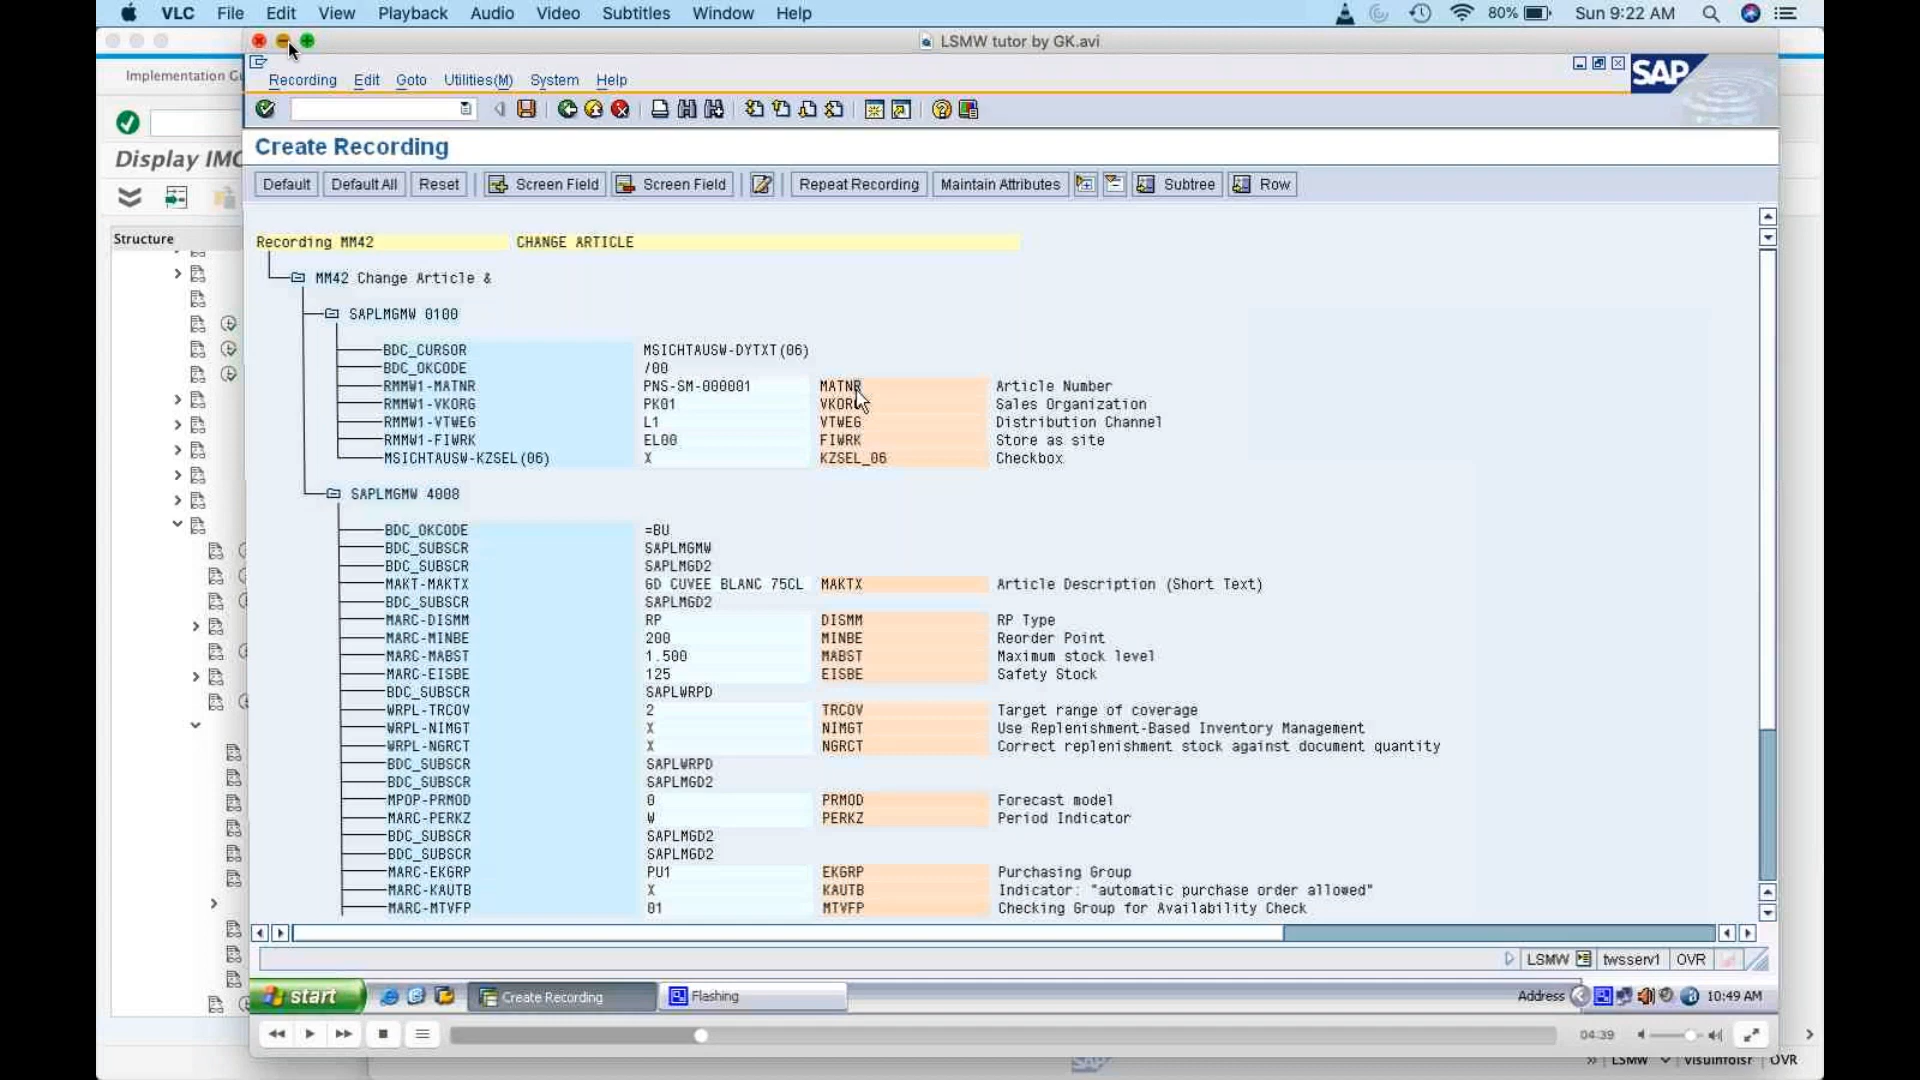 VLC File Edit View Playback Audio Video Subtitles Window Help 80% Sun 9:22 AM
LSMW tutor by GK.avi
Implementation Gu
Recording Edit Goto Utilities(M) System Help
SAP
Create Recording
Display IMG
Default Default All Reset Screen Field Screen Field Repeat Recording Maintain Attributes Subtree Row
Structure
Recording MM42 CHANGE ARTICLE
MM42 Change Article &
SAPLMGMW 0100
BDC_CURSOR MSICHTAUSW-DYTXT(06)
BDC_OKCODE /00
RMMW1-MATNR PNS-SM-000001 MATNR Article Number
RMMW1-VKORG PK01 VKORG Sales Organization
RMMW1-VTWEG L1 VTWEG Distribution Channel
RMMW1-FIWRK EL00 FIWRK Store as site
MSICHTAUSW-KZSEL(06) X KZSEL_06 Checkbox
SAPLMGMW 4008
BDC_OKCODE =BU
BDC_SUBSCR SAPLMGMW
BDC_SUBSCR SAPLMGD2
MAKT-MAKTX GD CUVEE BLANC 75CL MAKTX Article Description (Short Text)
BDC_SUBSCR SAPLMGD2
MARC-DISMM RP DISMM RP Type
MARC-MINBE 200 MINBE Reorder Point
MARC-MABST 1.500 MABST Maximum stock level
MARC-EISBE 125 EISBE Safety Stock
BDC_SUBSCR SAPLWRPD
WRPL-TRCOV 2 TRCOV Target range of coverage
WRPL-NIMGT X NIMGT Use Replenishment-Based Inventory Management
WRPL-NGRCT X NGRCT Correct replenishment stock against document quantity
BDC_SUBSCR SAPLWRPD
BDC_SUBSCR SAPLMGD2
MPOP-PRMOD 0 PRMOD Forecast model
MARC-PERKZ W PERKZ Period Indicator
BDC_SUBSCR SAPLMGD2
BDC_SUBSCR SAPLMGD2
MARC-EKGRP PU1 EKGRP Purchasing Group
MARC-KAUTB X KAUTB Indicator: "automatic purchase order allowed"
MARC-MTVFP 01 MTVFP Checking Group for Availability Check
LSMW twsserv1 OVR
start Create Recording Flashing Address 10:49 AM
04:39
SAP LSMW visuinfoisr OVR